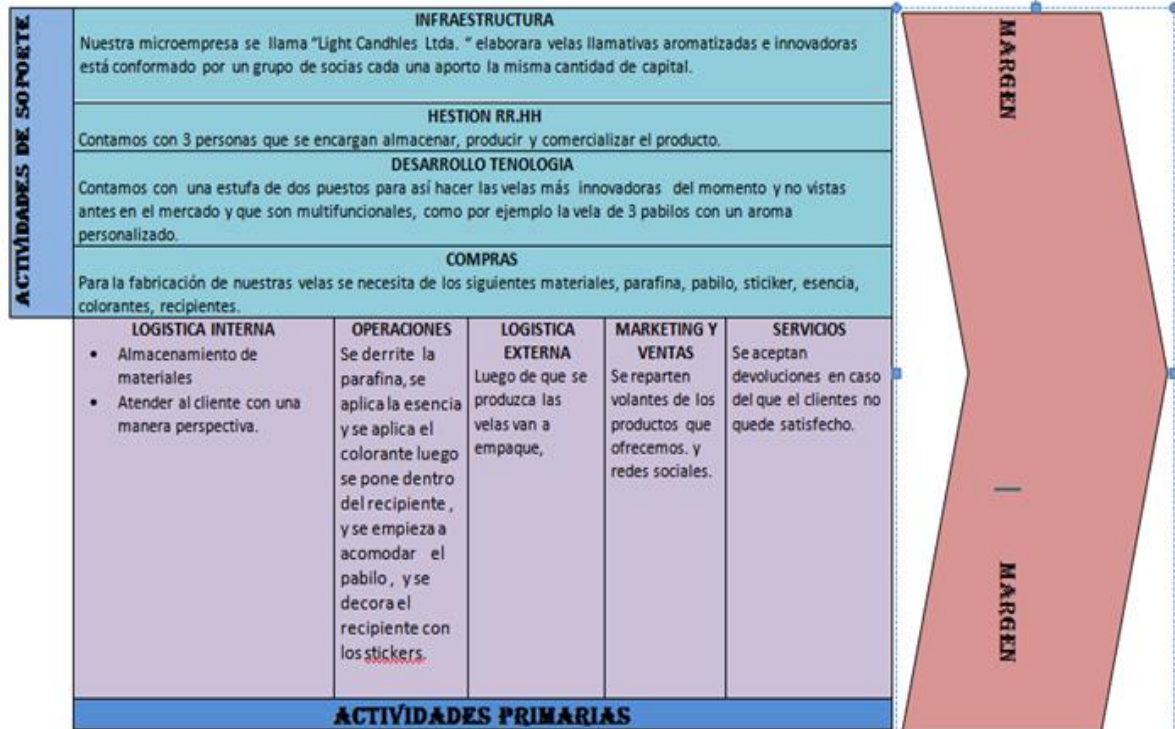 ACTIVIDADES DE SOPORTE
INFRAESTRUCTURA
Nuestra microempresa se llama “Light Candhles Ltda. “ elaborara velas llamativas aromatizadas e innovadoras
está conformado por un grupo de socias cada una aporto la misma cantidad de capital.
HESTION RR.HH
Contamos con 3 personas que se encargan almacenar, producir y comercializar el producto.
DESARROLLO TENOLOGIA
Contamos con una estufa de dos puestos para así hacer las velas más innovadoras del momento y no vistas
antes en el mercado y que son multifuncionales, como por ejemplo la vela de 3 pabilos con un aroma
personalizado.
COMPRAS
Para la fabricación de nuestras velas se necesita de los siguientes materiales, parafina, pabilo, sticiker, esencia,
colorantes, recipientes.
LOGISTICA INTERNA
• Almacenamiento de
materiales
• Atender al cliente con una
manera perspectiva.
OPERACIONES
Se derrite la
parafina, se
aplica la esencia
y se aplica el
colorante luego
se pone dentro
del recipiente ,
y se empieza a
acomodar el
pabilo , y se
decora el
recipiente con
los stickers.
LOGISTICA
EXTERNA
Luego de que se
produzca las
velas van a
empaque,
MARKETING Y
VENTAS
Se reparten
volantes de los
productos que
ofrecemos. y
redes sociales.
SERVICIOS
Se aceptan
devoluciones en caso
del que el clientes no
quede satisfecho.
ACTIVIDADES PRIMARIAS
MARGEN
MARGEN